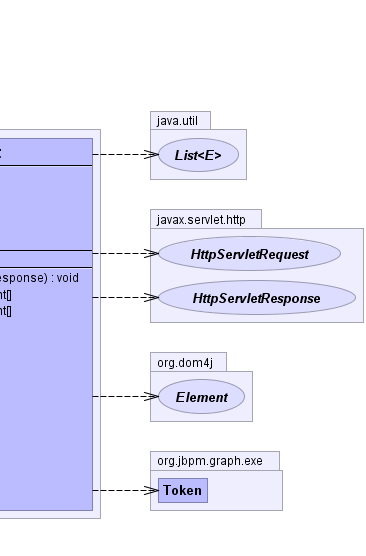 java.util
List<E>
javax.servlet.http
HttpServletRequest
esponse) : void
HttpServletResponse
nt[]
nt[]
org.dom4j
Element
org.jbpm.graph.exe
Token